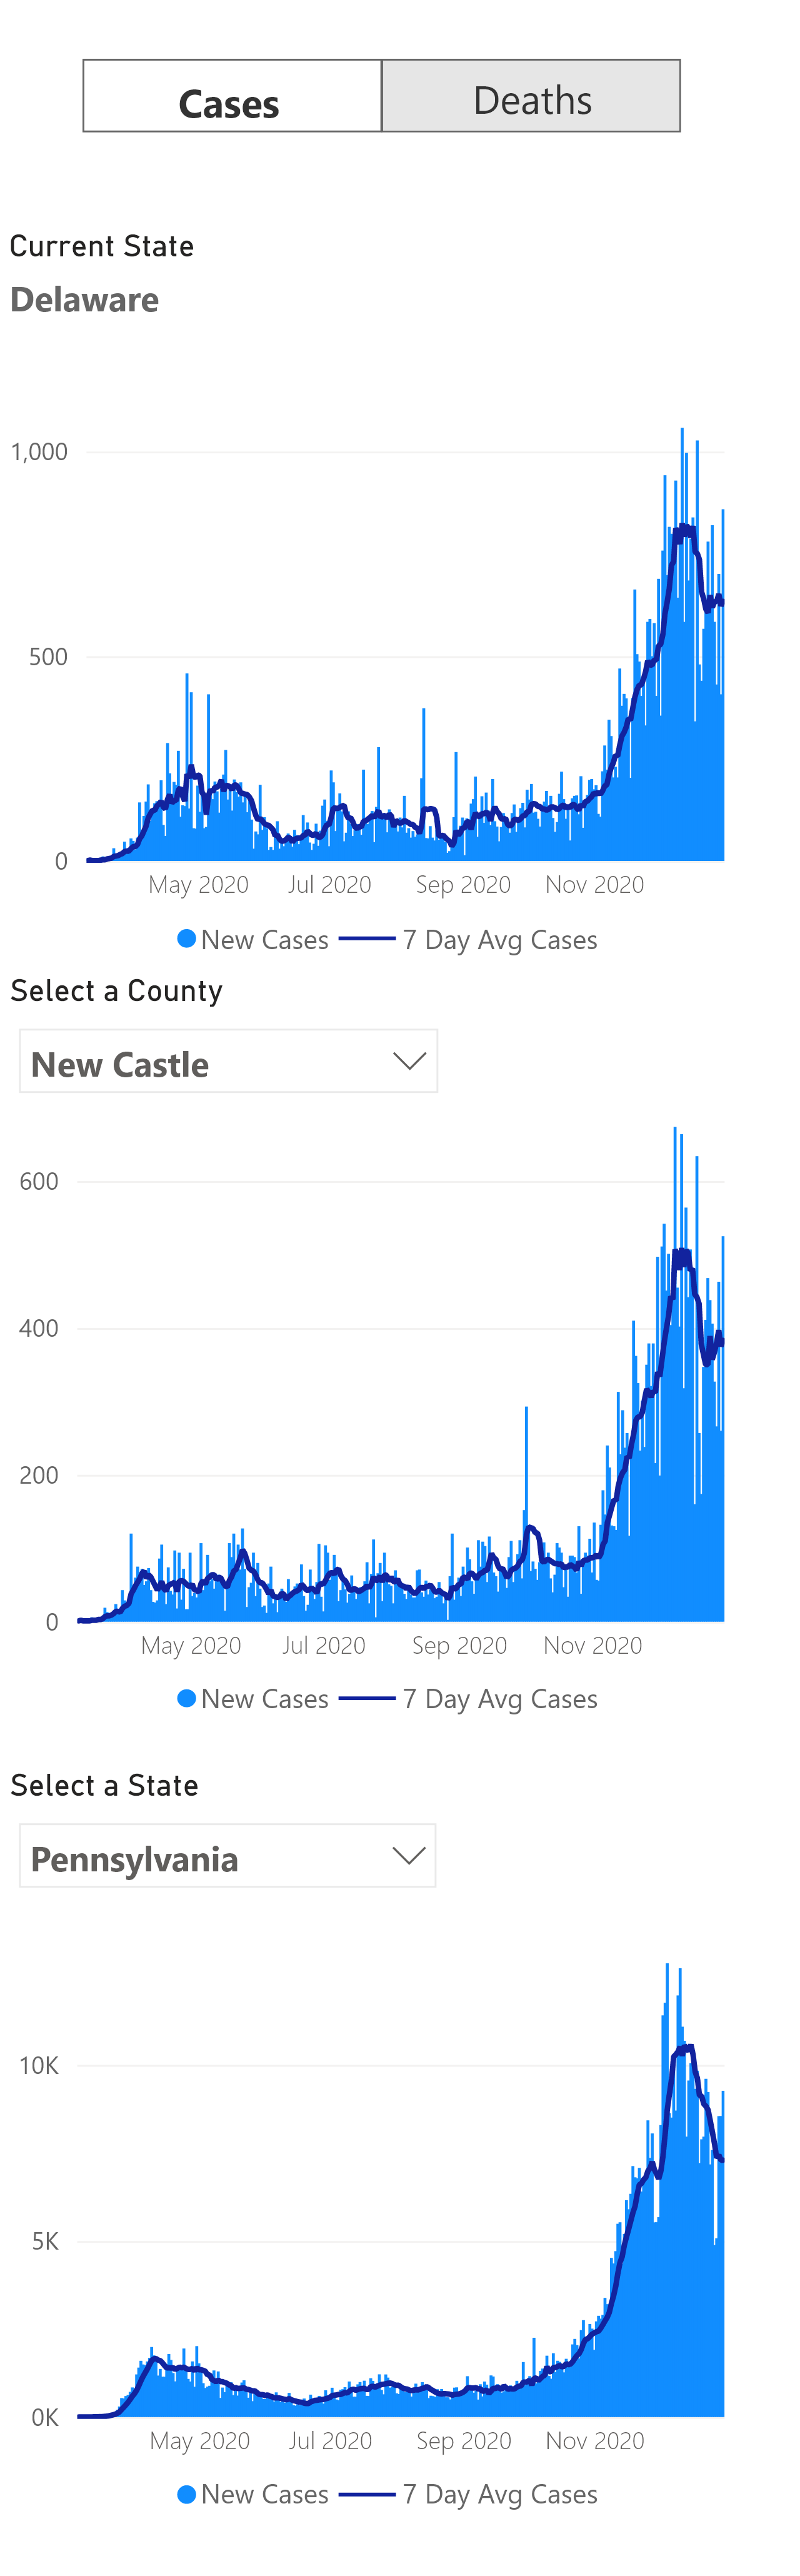 Cases Deaths
Current State
Delaware
1,000
500
0
May 2020 Jul 2020 Sep 2020 Nov 2020
New Cases 7 Day Avg Cases
Select a County
New Castle
600
400
200
0
May 2020 Jul 2020 Sep 2020 Nov 2020
New Cases 7 Day Avg Cases
Select a State
Pennsylvania
10K
5K
0K
May 2020 Jul 2020 Sep 2020 Nov 2020
New Cases 7 Day Avg Cases